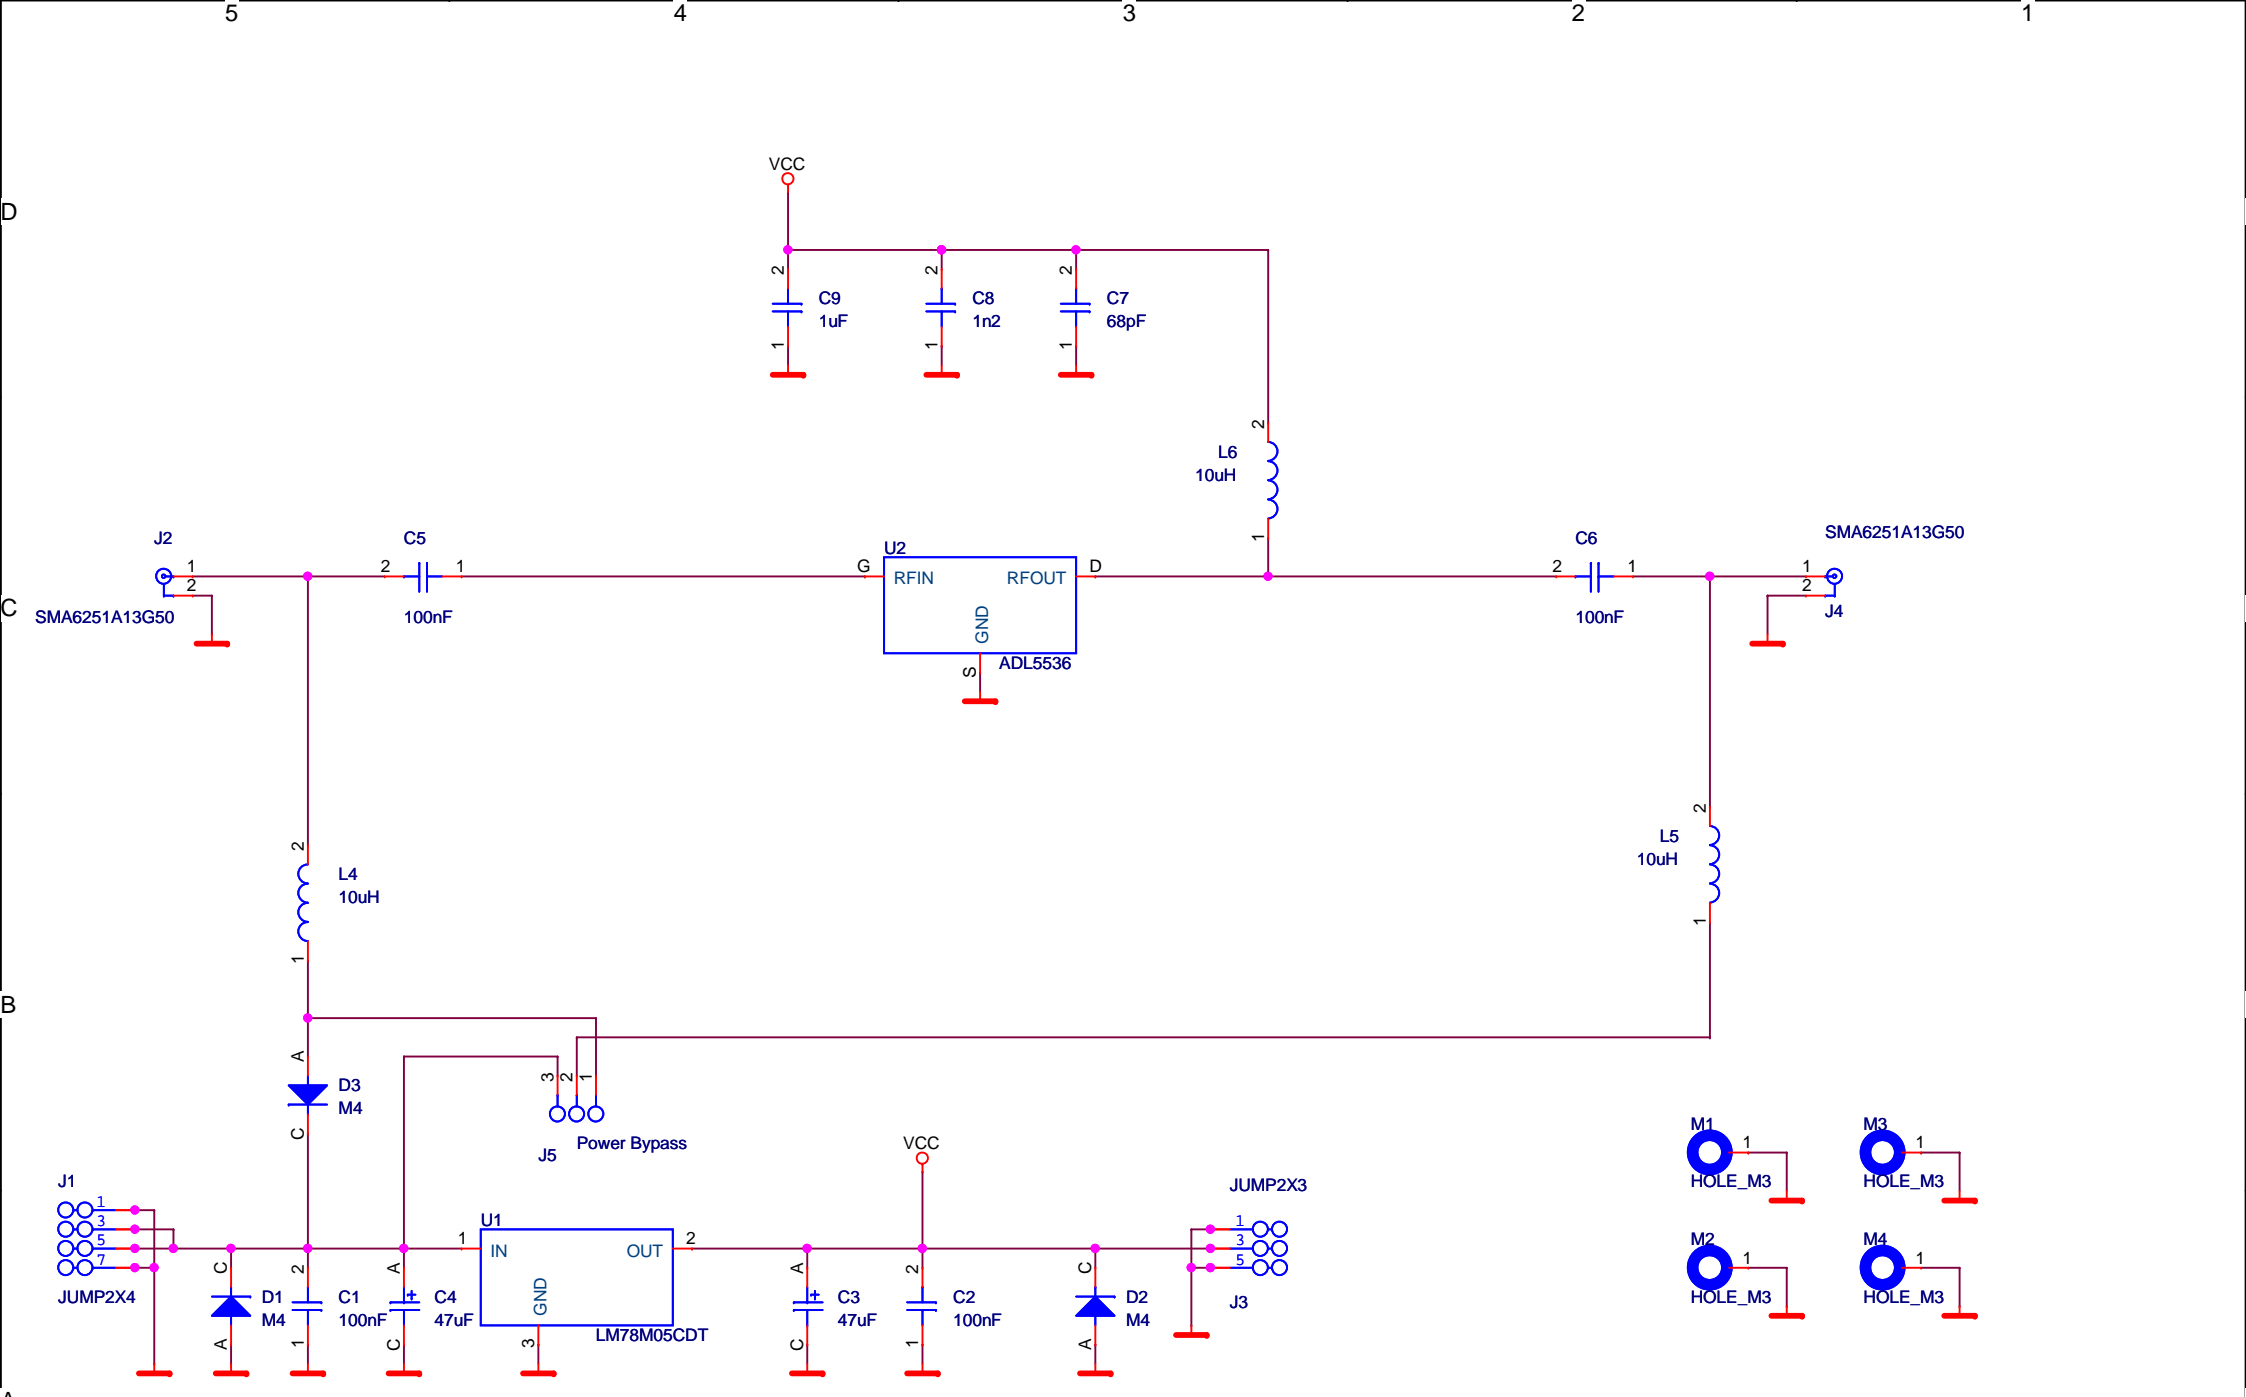 5 4 3 2 1
VCC
D
2 2 2
C9 C8 C7
1uF 1n2 68pF
1 1 1
2
L6
10uH
1
J2 C5 C6 SMA6251A13G50
U2
1 2 1 G RFIN RFOUT D 2 1 1
2 2
C
SMA6251A13G50 100nF GND 100nF J4
ADL5536
S
2
L5
10uH
2
L4
10uH
1
1
B
A
3 2 1
D3
M4
C
Power Bypass
J5
VCC
M1 M3
1 1
HOLE_M3 HOLE_M3
J1
JUMP2X3
1
3
5
7
U1
1 IN OUT 2
GND
1
3
5
M2 M4
1 1
HOLE_M3 HOLE_M3
C 2 A A 2 C
JUMP2X4 D1 C1 + C4 + C3 C2 D2 J3
M4 100nF 47uF 47uF 100nF M4
LM78M05CDT
A 1 C 3 C 1 A